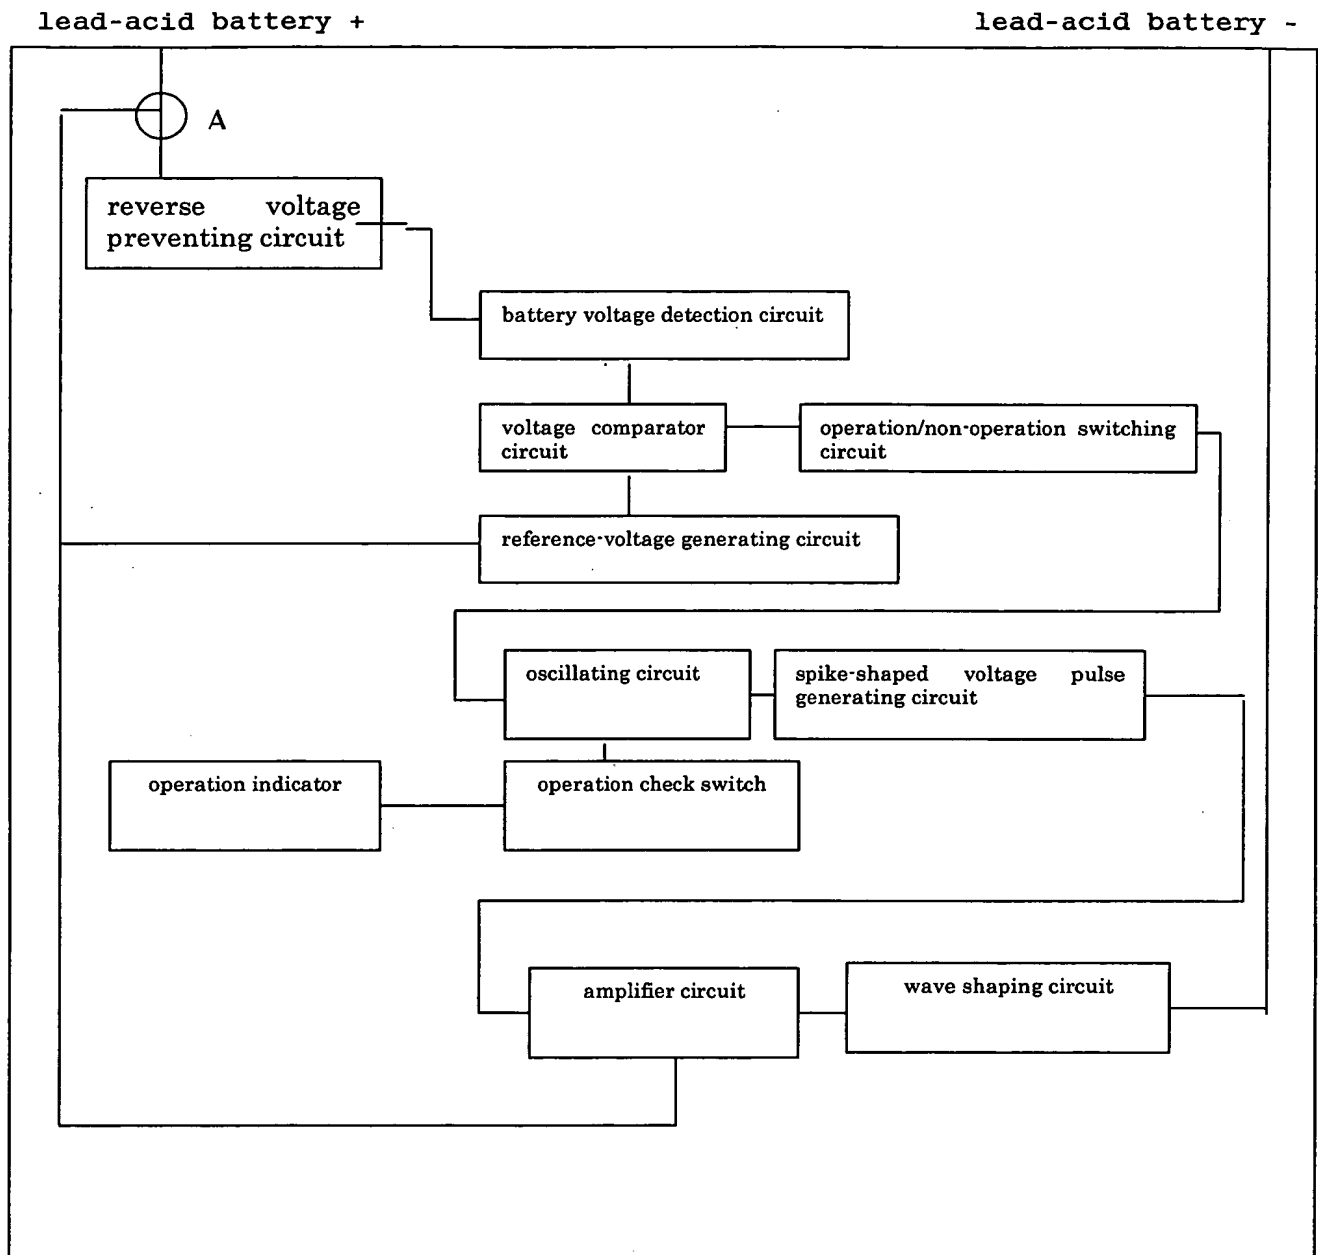 lead-acid battery +
lead-acid battery -
A
reverse voltage
preventing circuit
battery voltage detection circuit
voltage comparator
circuit
operation/non-operation switching
circuit
reference-voltage generating circuit
oscillating circuit
spike-shaped voltage pulse
generating circuit
operation indicator
operation check switch
amplifier circuit
wave shaping circuit